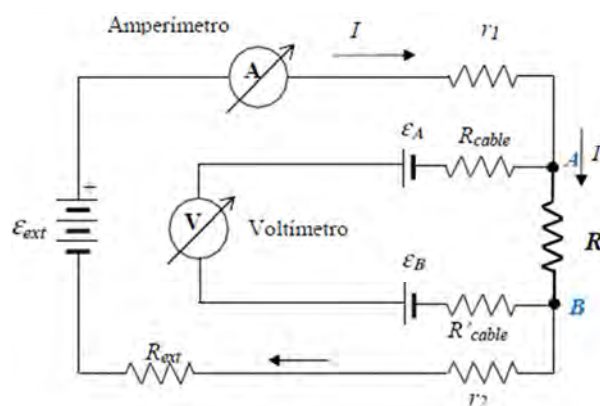 Amperimetro
I
r1
A
εA
Rcable
A
I
εext
+
V
Voltímetro
R
εB
B
R'cable
Rext
r2